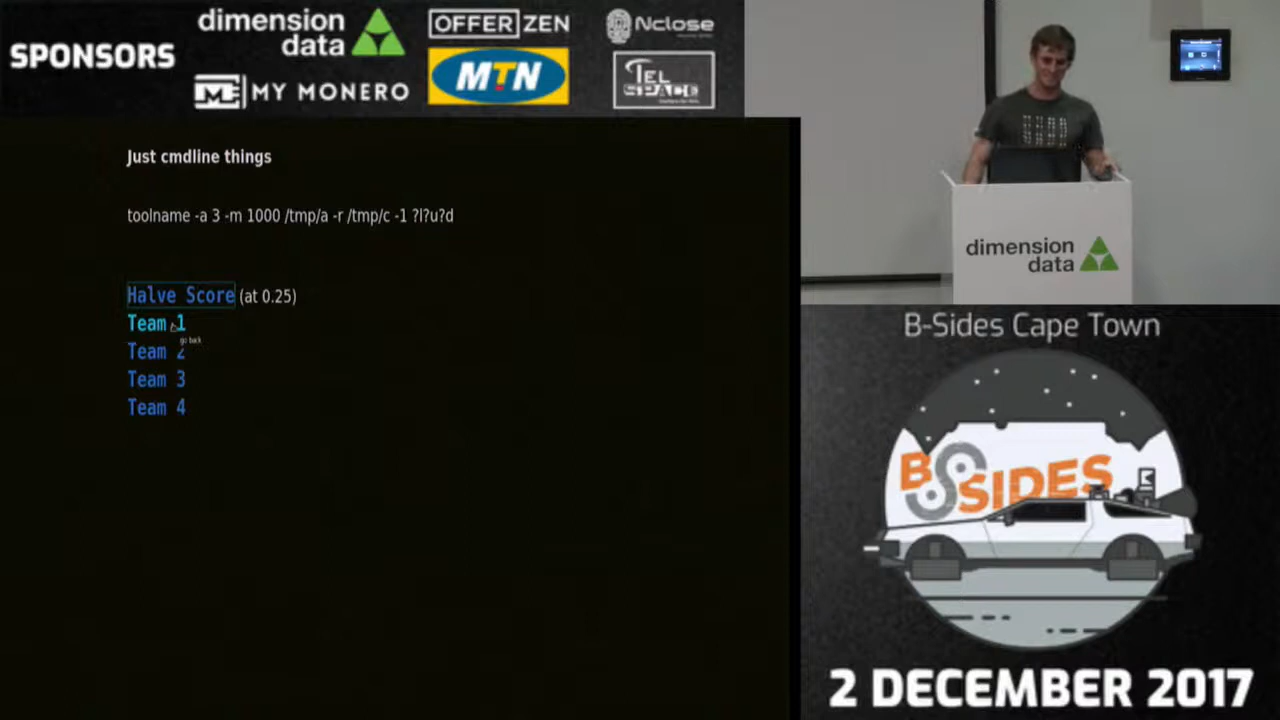 SPONSORS
dimension
data
OFFERZEN
Nclose
MY MONERO
MTN
TEL
SPACE
Just cmdline things
toolname -a 3 -m 1000 /tmp/a -r /tmp/c -1 ?l?u?d
Halve Score (at 0.25)
Team 1
go back
Team 2
Team 3
Team 4
dimension
data
B-Sides Cape Town
BSIDES
2 DECEMBER 2017